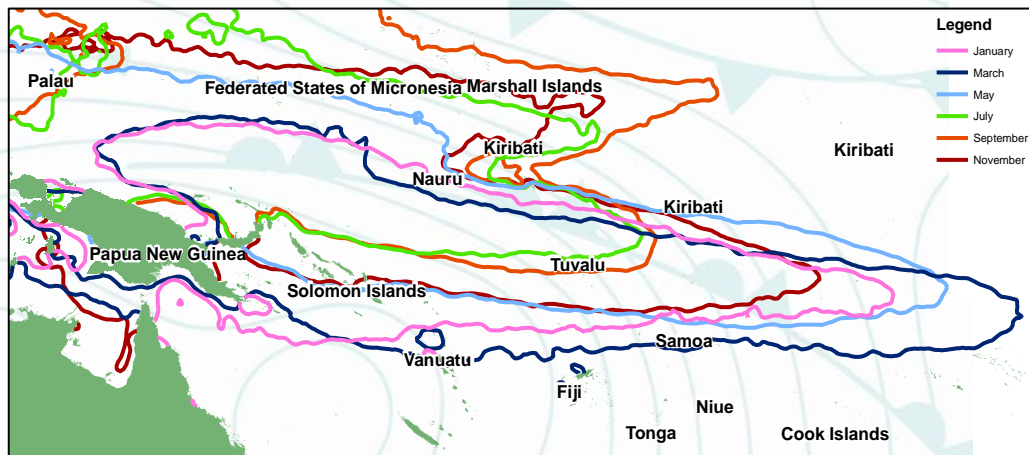 Legend
January
March
May
July
September
November
Palau
Federated States of Micronesia
Marshall Islands
Kiribati
Kiribati
Nauru
Kiribati
Papua New Guinea
Tuvalu
Solomon Islands
Samoa
Vanuatu
Fiji
Niue
Tonga
Cook Islands